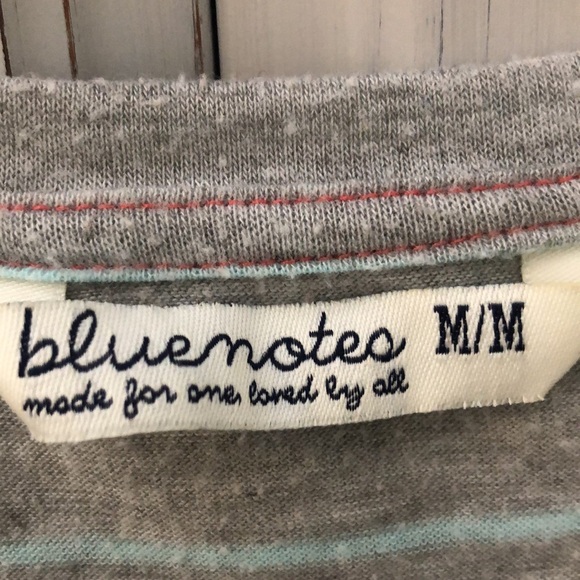 bluenotes M/M
made for one, loved by all